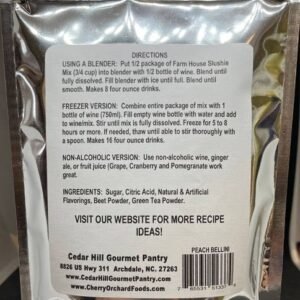 DIRECTIONS
USING A BLENDER: Put 1/2 package of Farm House Slushie
Mix (3/4 cup) into blender with 1/2 bottle of wine. Blend until
fully dissolved. Fill blender with ice until full. Blend until
smooth. Makes 8 four ounce drinks.
FREEZER VERSION: Combine entire package of mix with 1
bottle of wine (750ml). Fill empty wine bottle with water and add
to wine/mix. Stir until mix is fully dissolved. Freeze for 5 to 8
hours or more. If needed, thaw until able to stir thoroughly with
a spoon. Makes 16 four ounce drinks.
NON-ALCOHOLIC VERSION: Use non-alcoholic wine, ginger
ale, or fruit juice (Grape, Cranberry and Pomegranate work
great.
INGREDIENTS: Sugar, Citric Acid, Natural & Artificial
Flavorings, Beet Powder, Green Tea Powder.
VISIT OUR WEBSITE FOR MORE RECIPE
IDEAS!
Cedar Hill Gourmet Pantry
8826 US Hwy 311 Archdale, NC. 27263
www.CedarHillGourmet.com
www.CherryOrchardFoods.com
PEACH BELLINI